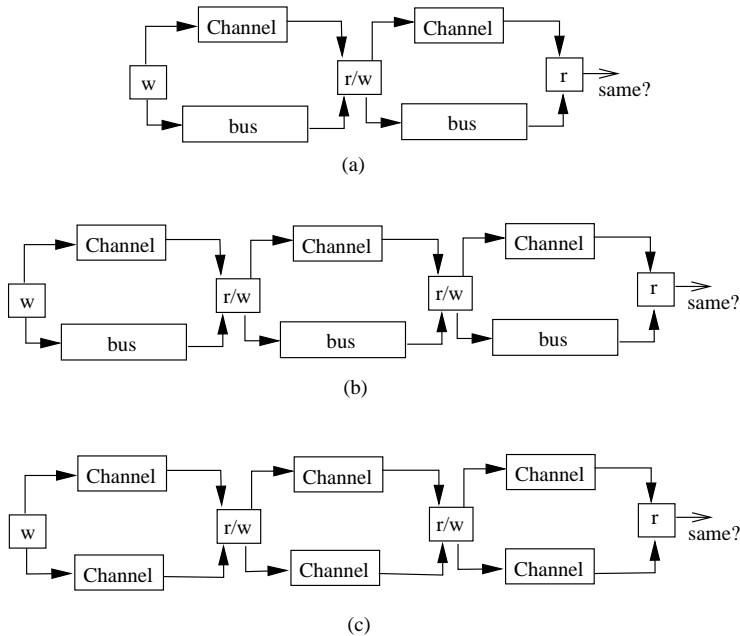 Channel Channel
w r/w r
same?
bus bus
(a)
Channel Channel Channel
w r/w r/w r
same?
bus bus bus
(b)
Channel Channel Channel
w r/w r/w r
same?
Channel Channel Channel
(c)